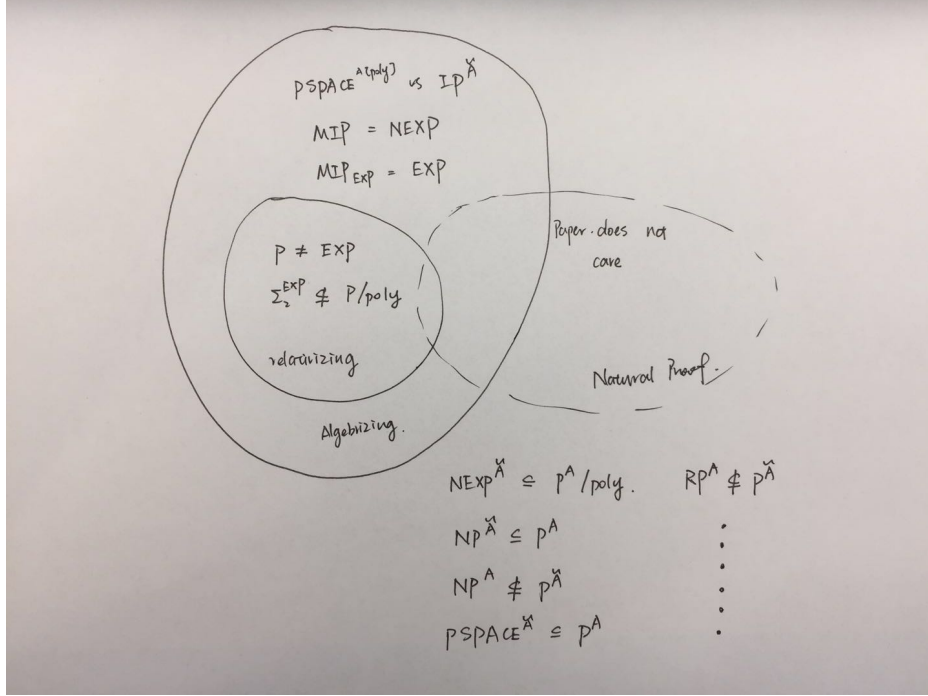 PSPACE^A[poly] vs IP^Ă
MIP = NEXP
MIP_EXP = EXP
P ≠ EXP
Σ₂^EXP ⊄ P/poly
relativizing
Algebrizing.
Paper does not
care
Natural Proof.
NEXP^Ă ⊆ P^A/poly. RP^A ⊄ P^Ă
NP^Ă ⊆ P^A
NP^A ⊄ P^Ă
PSPACE^Ă ⊆ P^A